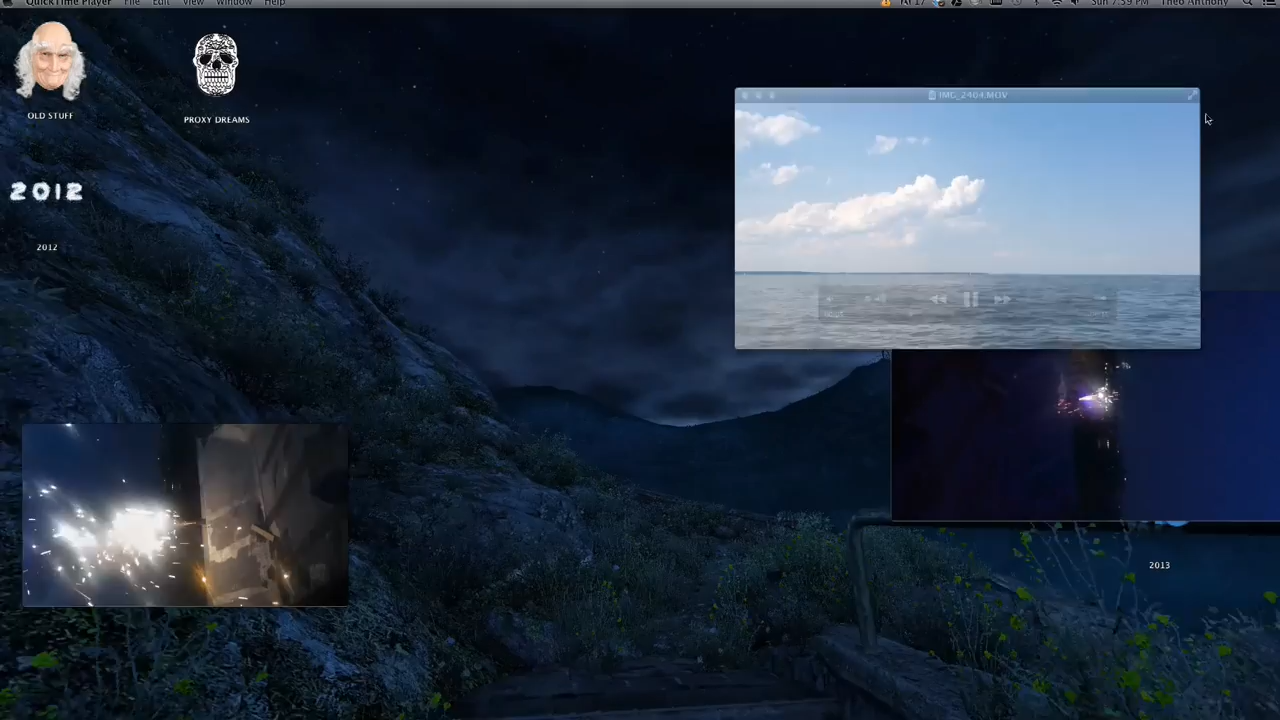 QuickTime Player File Edit View Window Help
Sun 7:59 PM Theo Anthony
OLD STUFF
PROXY DREAMS
IMG_2404.MOV
2012
2012
2013